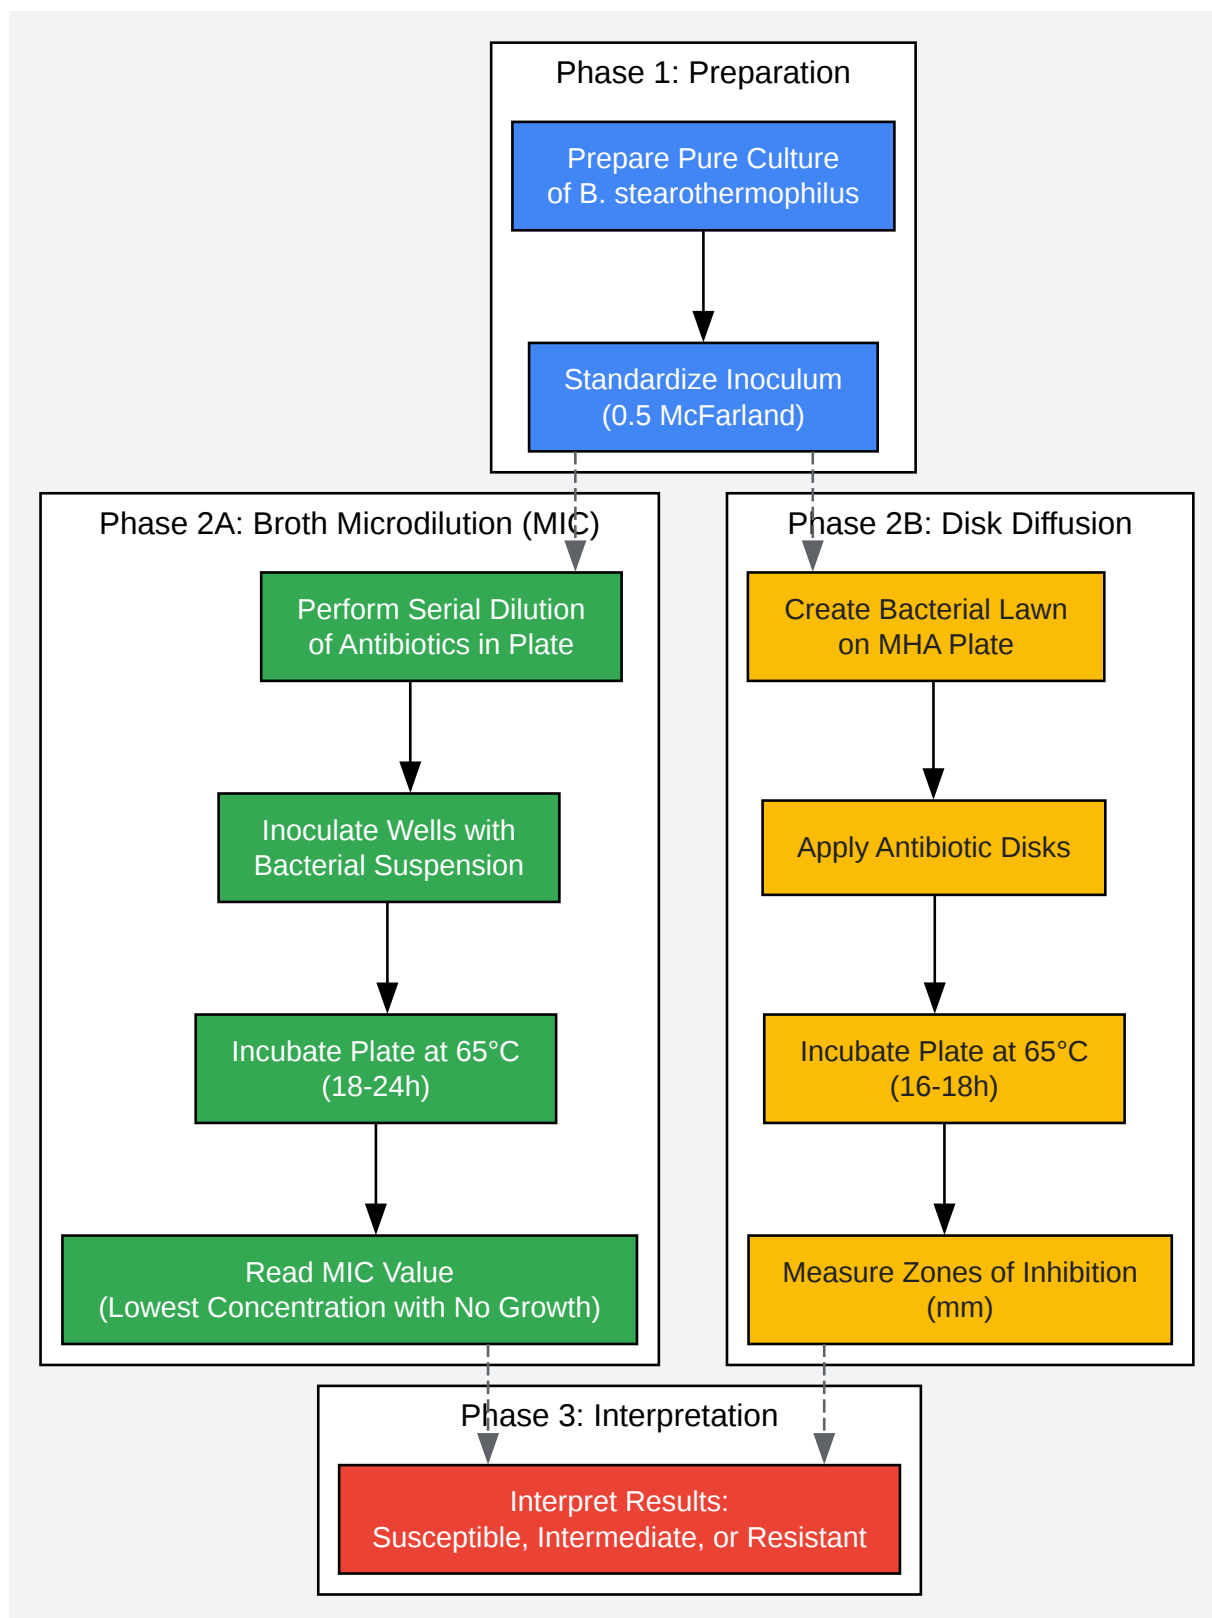 Phase 1: Preparation
Prepare Pure Culture
of B. stearothermophilus
Standardize Inoculum
(0.5 McFarland)
Phase 2A: Broth Microdilution (MIC)
Perform Serial Dilution
of Antibiotics in Plate
Inoculate Wells with
Bacterial Suspension
Incubate Plate at 65°C
(18-24h)
Read MIC Value
(Lowest Concentration with No Growth)
Phase 2B: Disk Diffusion
Create Bacterial Lawn
on MHA Plate
Apply Antibiotic Disks
Incubate Plate at 65°C
(16-18h)
Measure Zones of Inhibition
(mm)
Phase 3: Interpretation
Interpret Results:
Susceptible, Intermediate, or Resistant